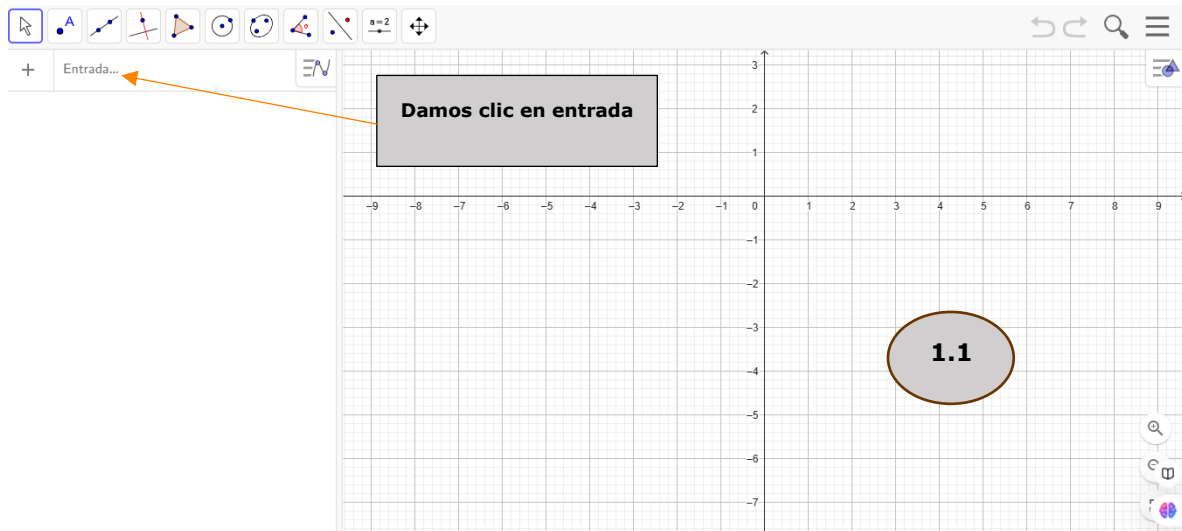 A
a=2
+ Entrada...
Damos clic en entrada
3
2
1
–9 –8 –7 –6 –5 –4 –3 –2 –1 0 1 2 3 4 5 6 7 8 9
–1
–2
–3
1.1
–4
–5
–6
–7